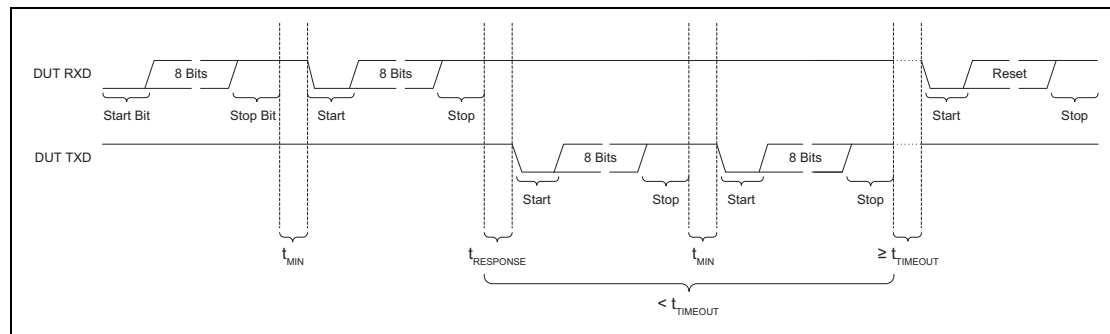 DUT RXD
8 Bits
8 Bits
Reset
Start Bit
Stop Bit
Start
Stop
Start
Stop
DUT TXD
8 Bits
8 Bits
Start
Stop
Start
Stop
tMIN
tRESPONSE
tMIN
≥ tTIMEOUT
< tTIMEOUT